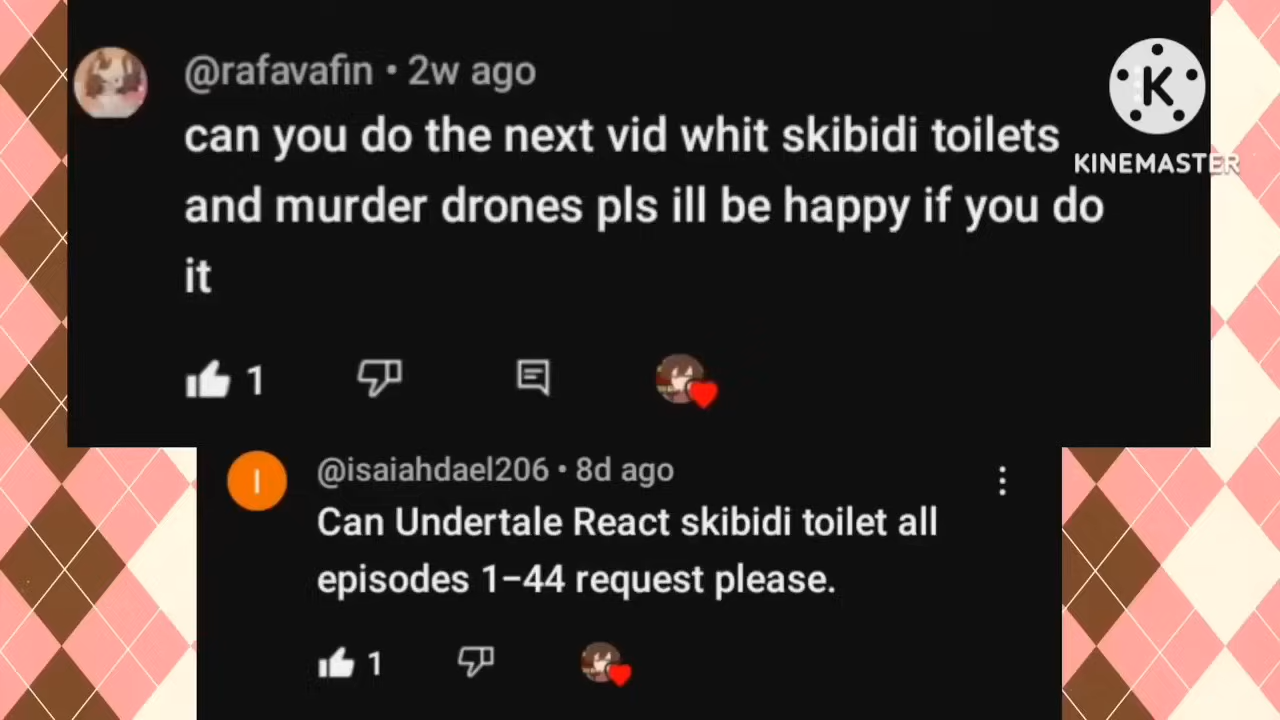 @rafavafin • 2w ago
can you do the next vid whit skibidi toilets
and murder drones pls ill be happy if you do
it
1
K
KINEMASTER
I
@isaiahdael206 • 8d ago
Can Undertale React skibidi toilet all
episodes 1-44 request please.
1